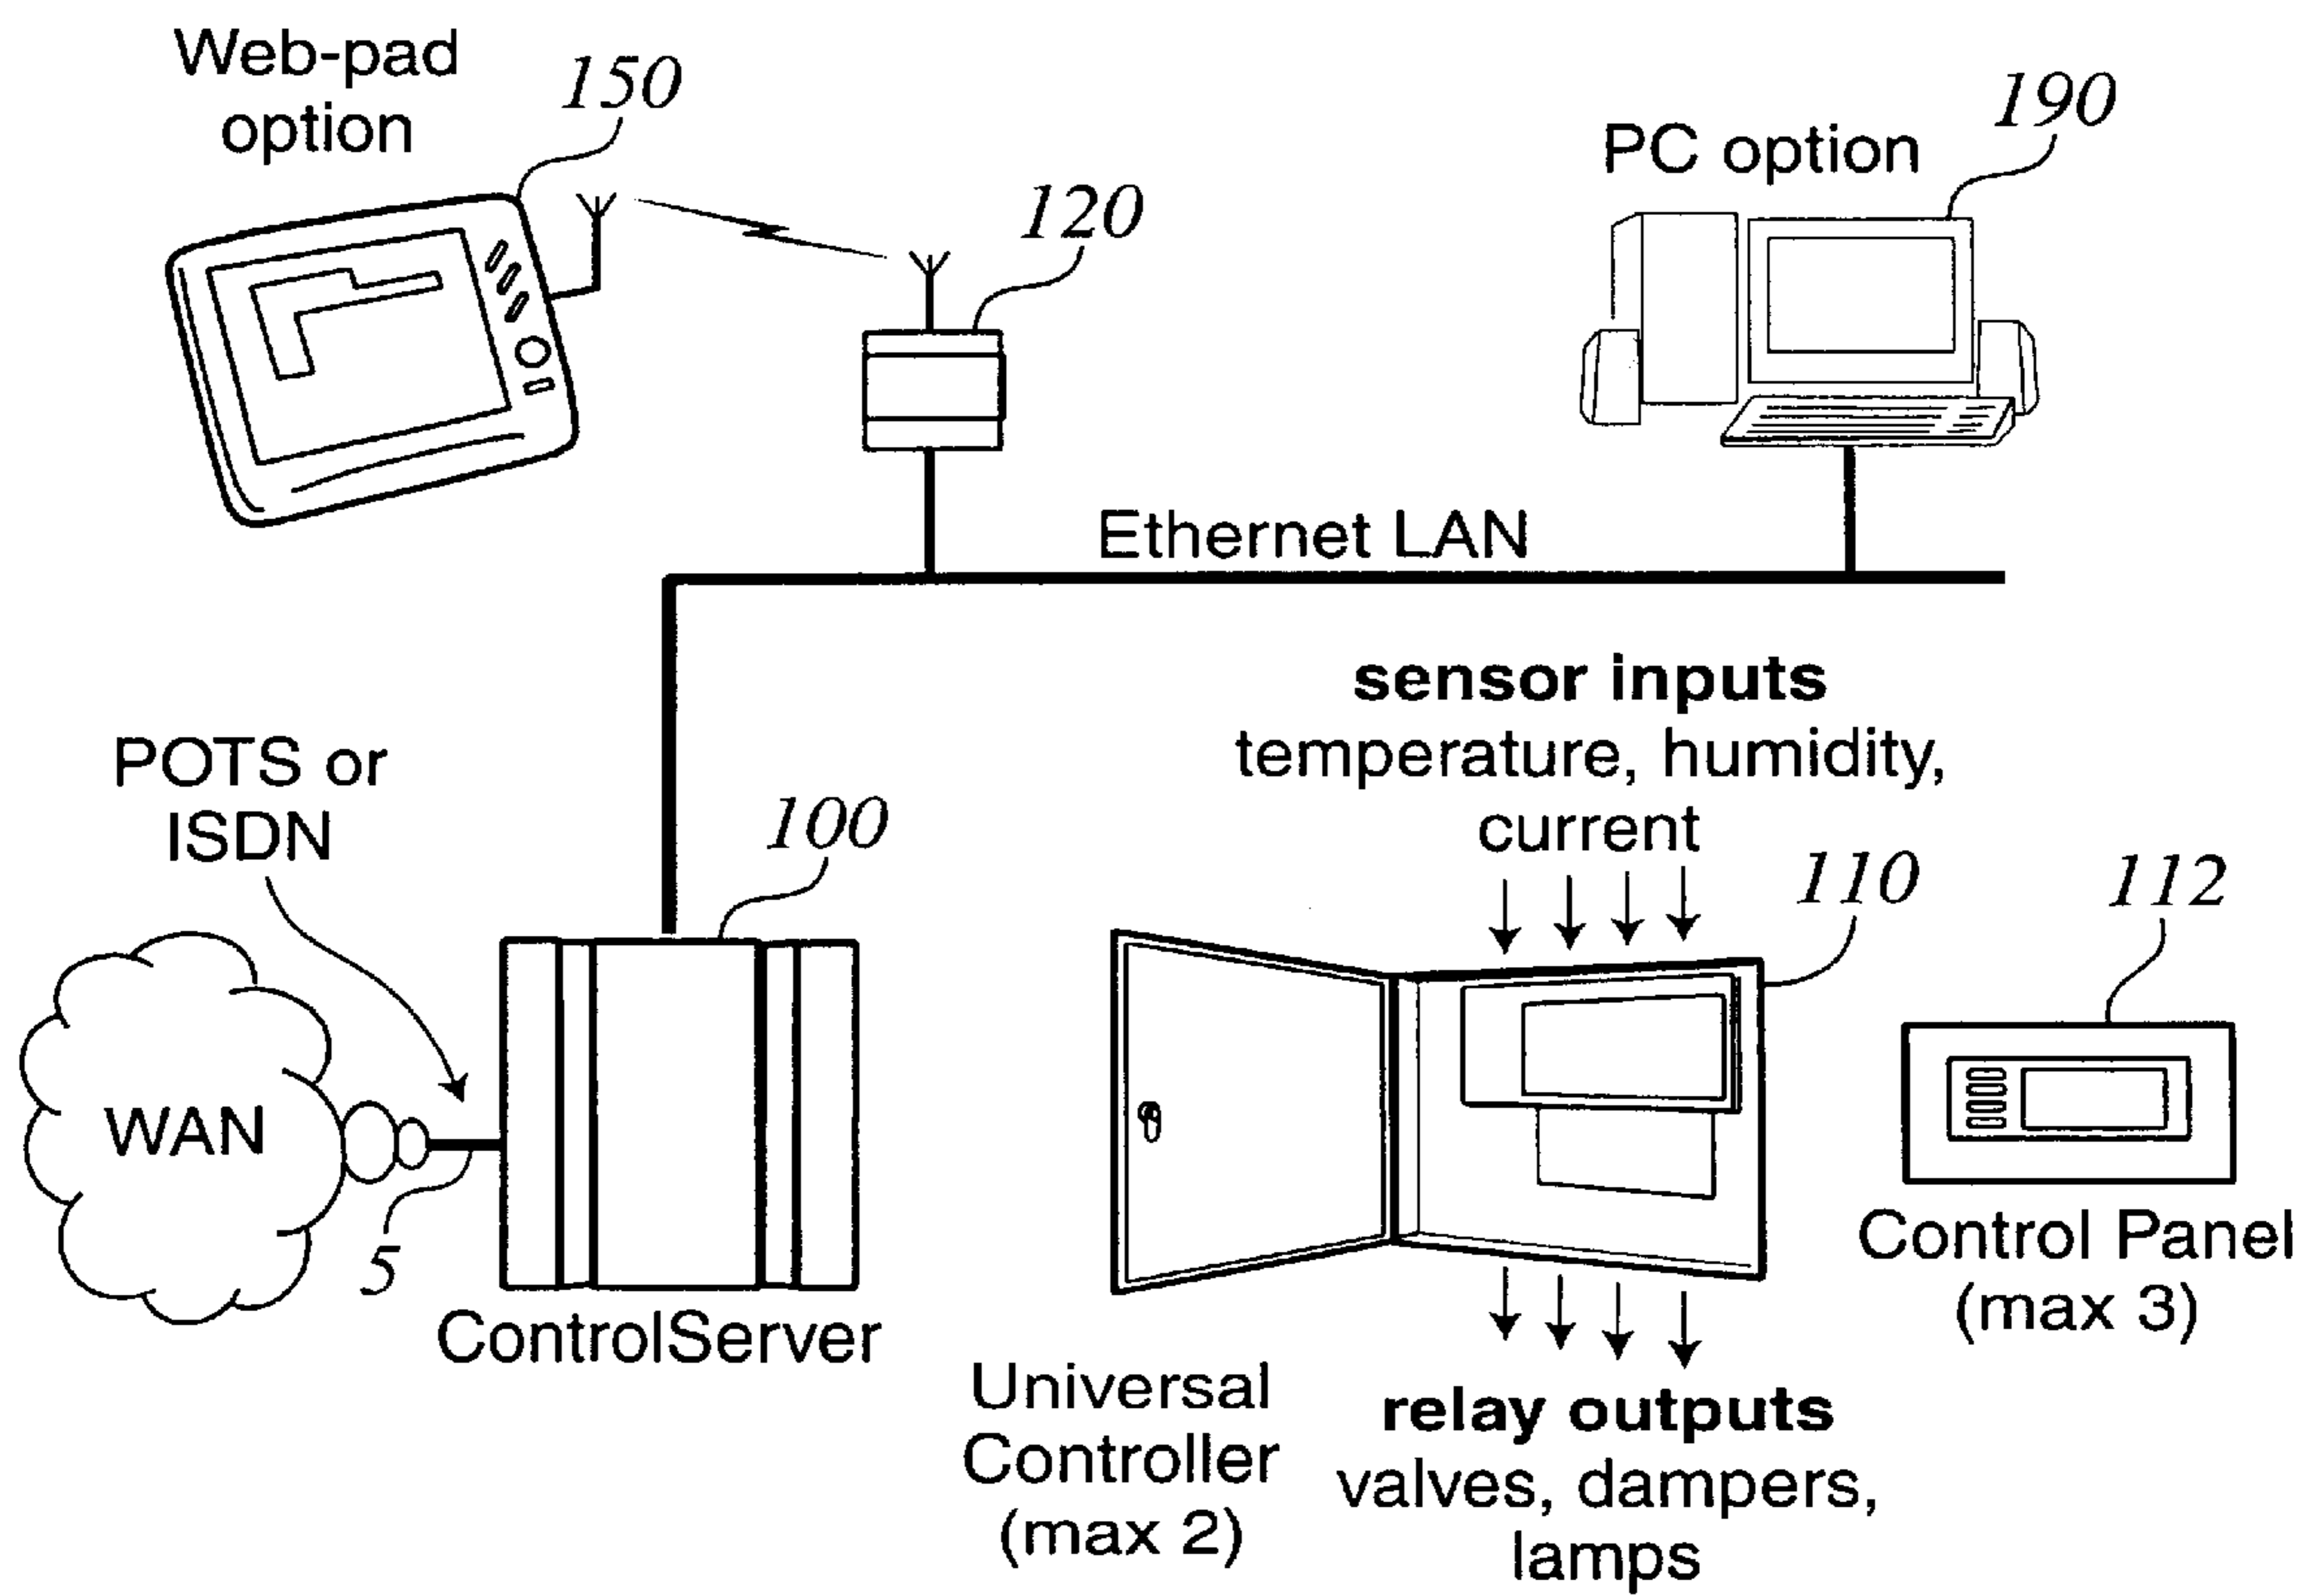 Web-pad
option
150
120
PC option
190
Ethernet LAN
sensor inputs
temperature, humidity,
current
POTS or
ISDN
100
110
112
WAN
5
ControlServer
Universal
Controller
(max 2)
relay outputs
valves, dampers,
lamps
Control Panel
(max 3)